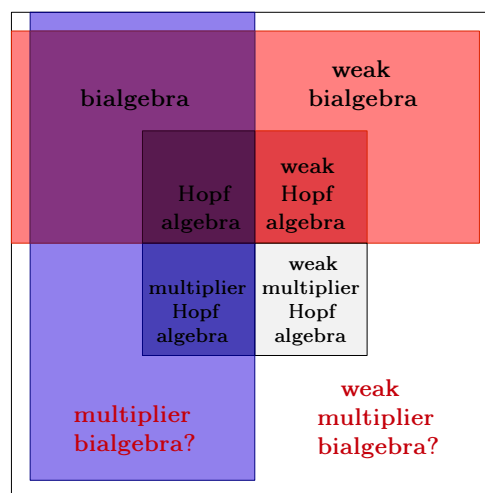 bialgebra
weak
bialgebra
Hopf
algebra
weak
Hopf
algebra
multiplier
Hopf
algebra
weak
multiplier
Hopf
algebra
multiplier
bialgebra?
weak
multiplier
bialgebra?